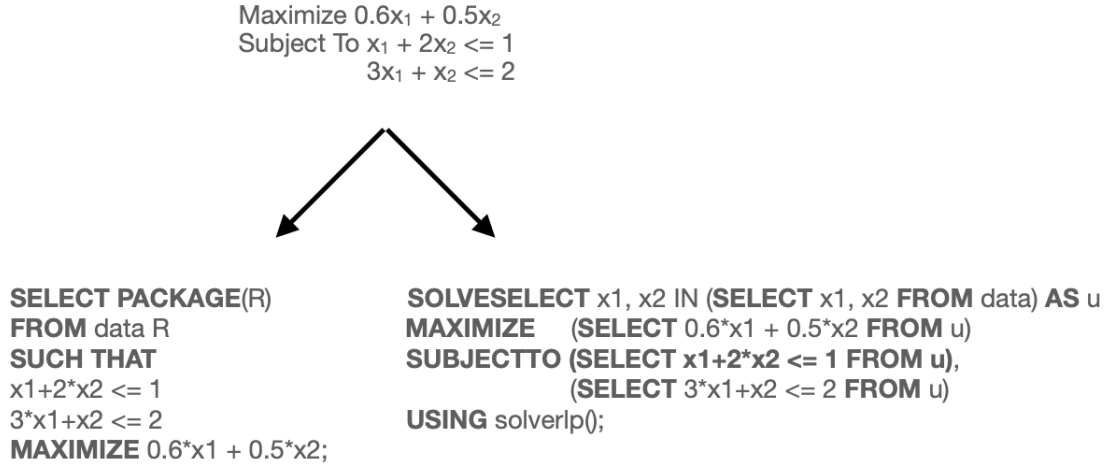 Maximize 0.6x₁ + 0.5x₂
Subject To x₁ + 2x₂ <= 1
3x₁ + x₂ <= 2
SELECT PACKAGE(R)
FROM data R
SUCH THAT
x1+2*x2 <= 1
3*x1+x2 <= 2
MAXIMIZE 0.6*x1 + 0.5*x2;
SOLVESELECT x1, x2 IN (SELECT x1, x2 FROM data) AS u
MAXIMIZE (SELECT 0.6*x1 + 0.5*x2 FROM u)
SUBJECTTO (SELECT x1+2*x2 <= 1 FROM u),
(SELECT 3*x1+x2 <= 2 FROM u)
USING solverlp();